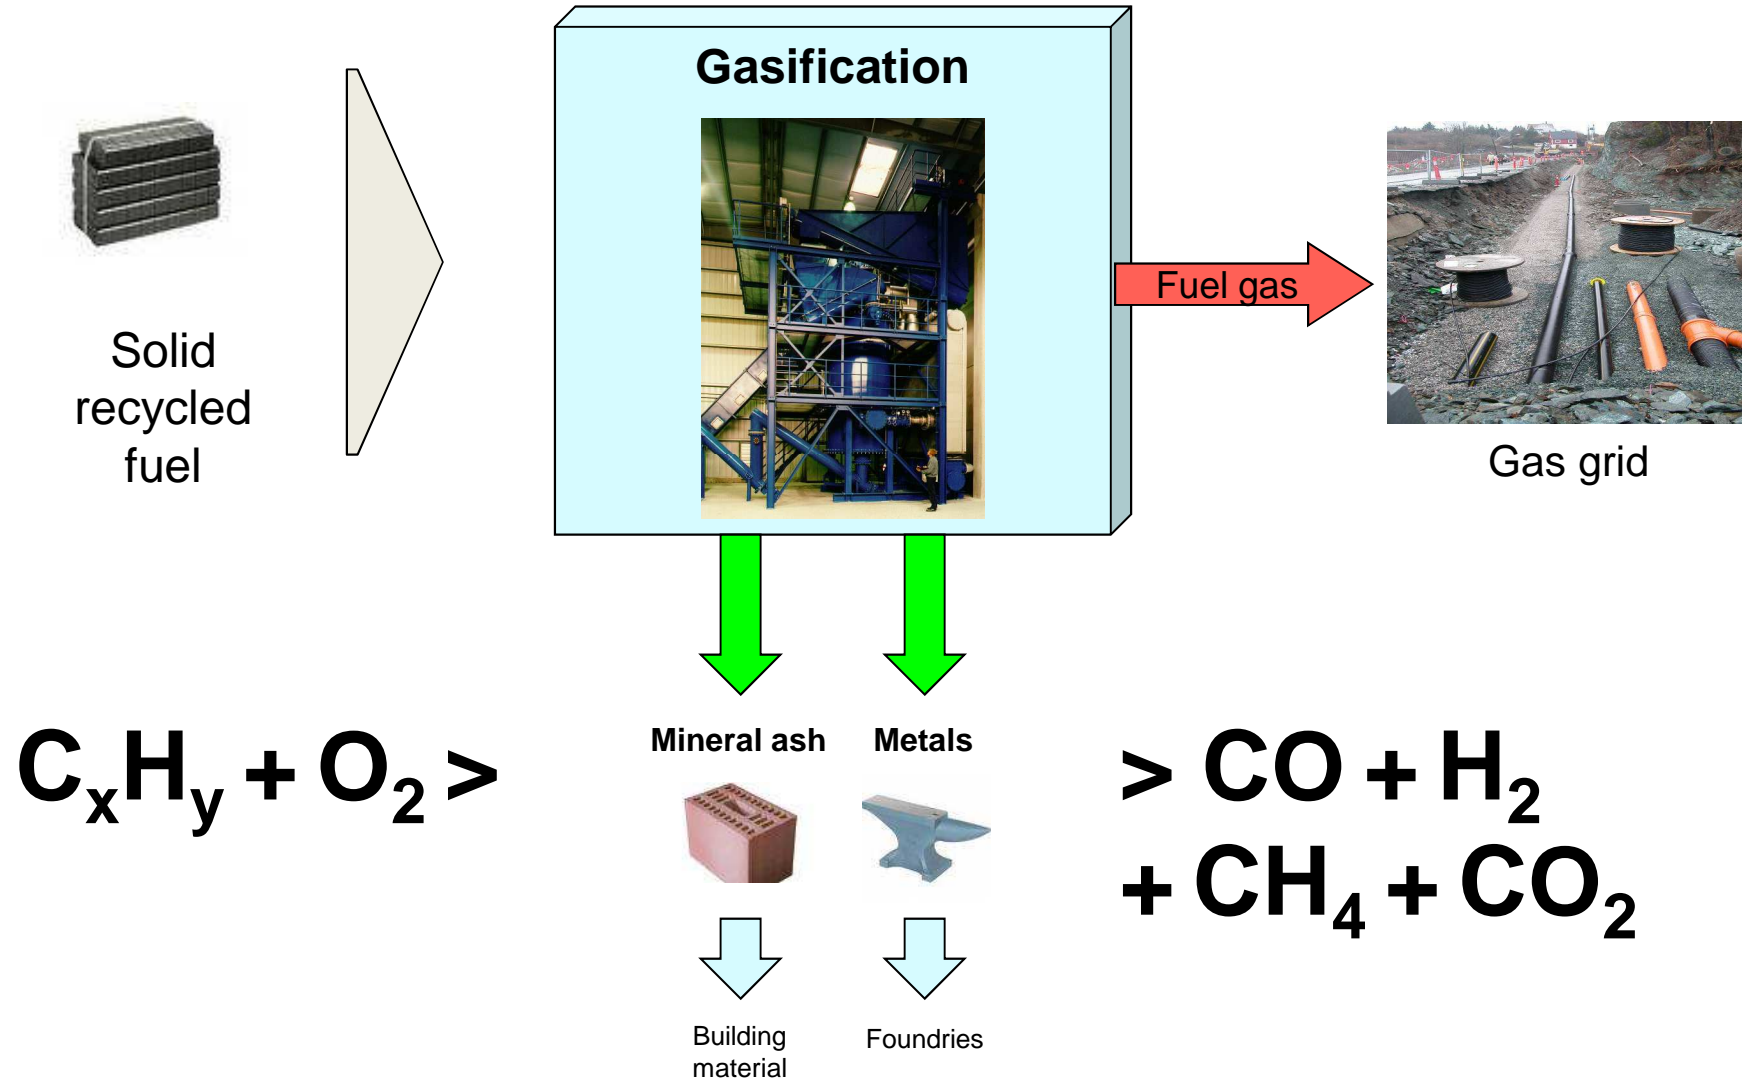 Gasification
Solid
recycled
fuel
Fuel gas
Gas grid
Mineral ash
Metals
CxHy + O2 >
> CO + H2
+ CH4 + CO2
Building
material
Foundries